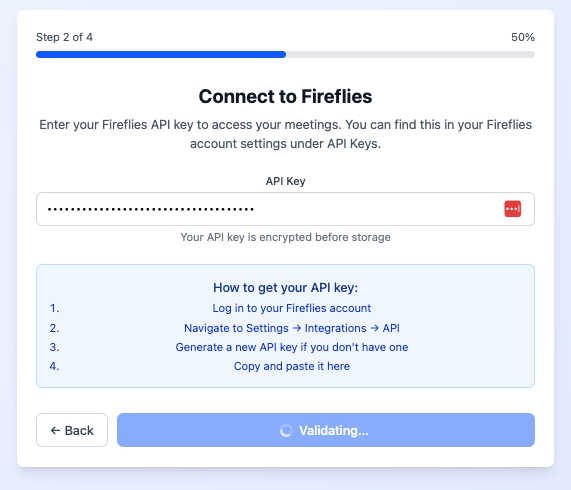 Step 2 of 4
50%
Connect to Fireflies
Enter your Fireflies API key to access your meetings. You can find this in your Fireflies
account settings under API Keys.
API Key
••••••••••••••••••••••••••••••••••••
Your API key is encrypted before storage
How to get your API key:
1. Log in to your Fireflies account
2. Navigate to Settings → Integrations → API
3. Generate a new API key if you don't have one
4. Copy and paste it here
← Back
Validating...